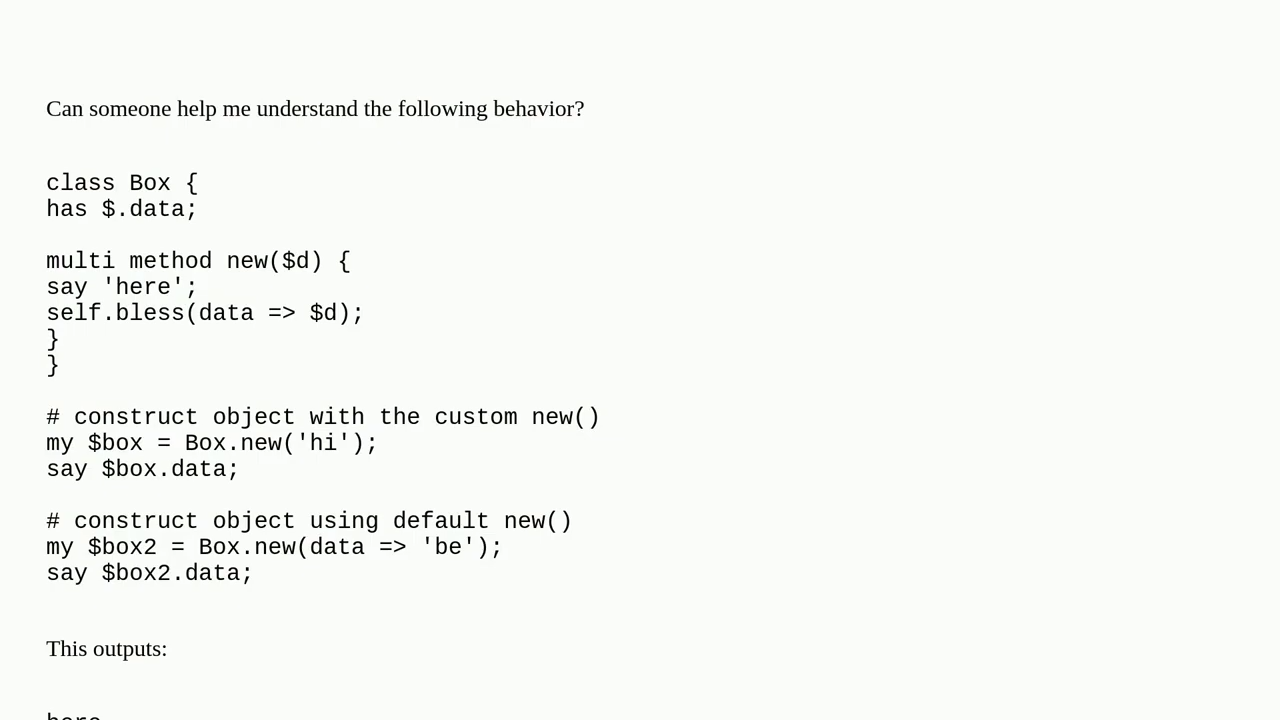 Can someone help me understand the following behavior?
class Box {
has $.data;
multi method new($d) {
say 'here';
self.bless(data => $d);
}
}
# construct object with the custom new()
my $box = Box.new('hi');
say $box.data;
# construct object using default new()
my $box2 = Box.new(data => 'be');
say $box2.data;
This outputs: